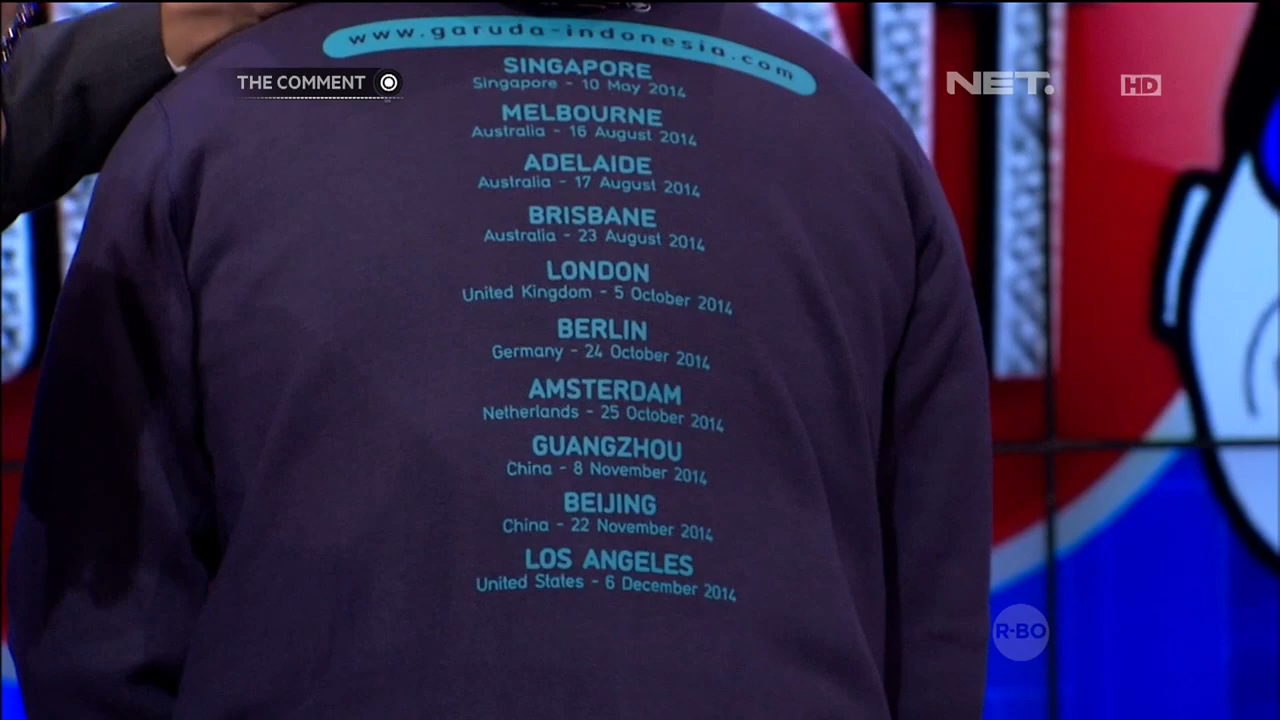 www.garuda-indonesia.com
THE COMMENT
NET.
HD
SINGAPORE
Singapore - 10 May 2014
MELBOURNE
Australia - 16 August 2014
ADELAIDE
Australia - 17 August 2014
BRISBANE
Australia - 23 August 2014
LONDON
United Kingdom - 5 October 2014
BERLIN
Germany - 24 October 2014
AMSTERDAM
Netherlands - 25 October 2014
GUANGZHOU
China - 8 November 2014
BEIJING
China - 22 November 2014
LOS ANGELES
United States - 6 December 2014
R-BO